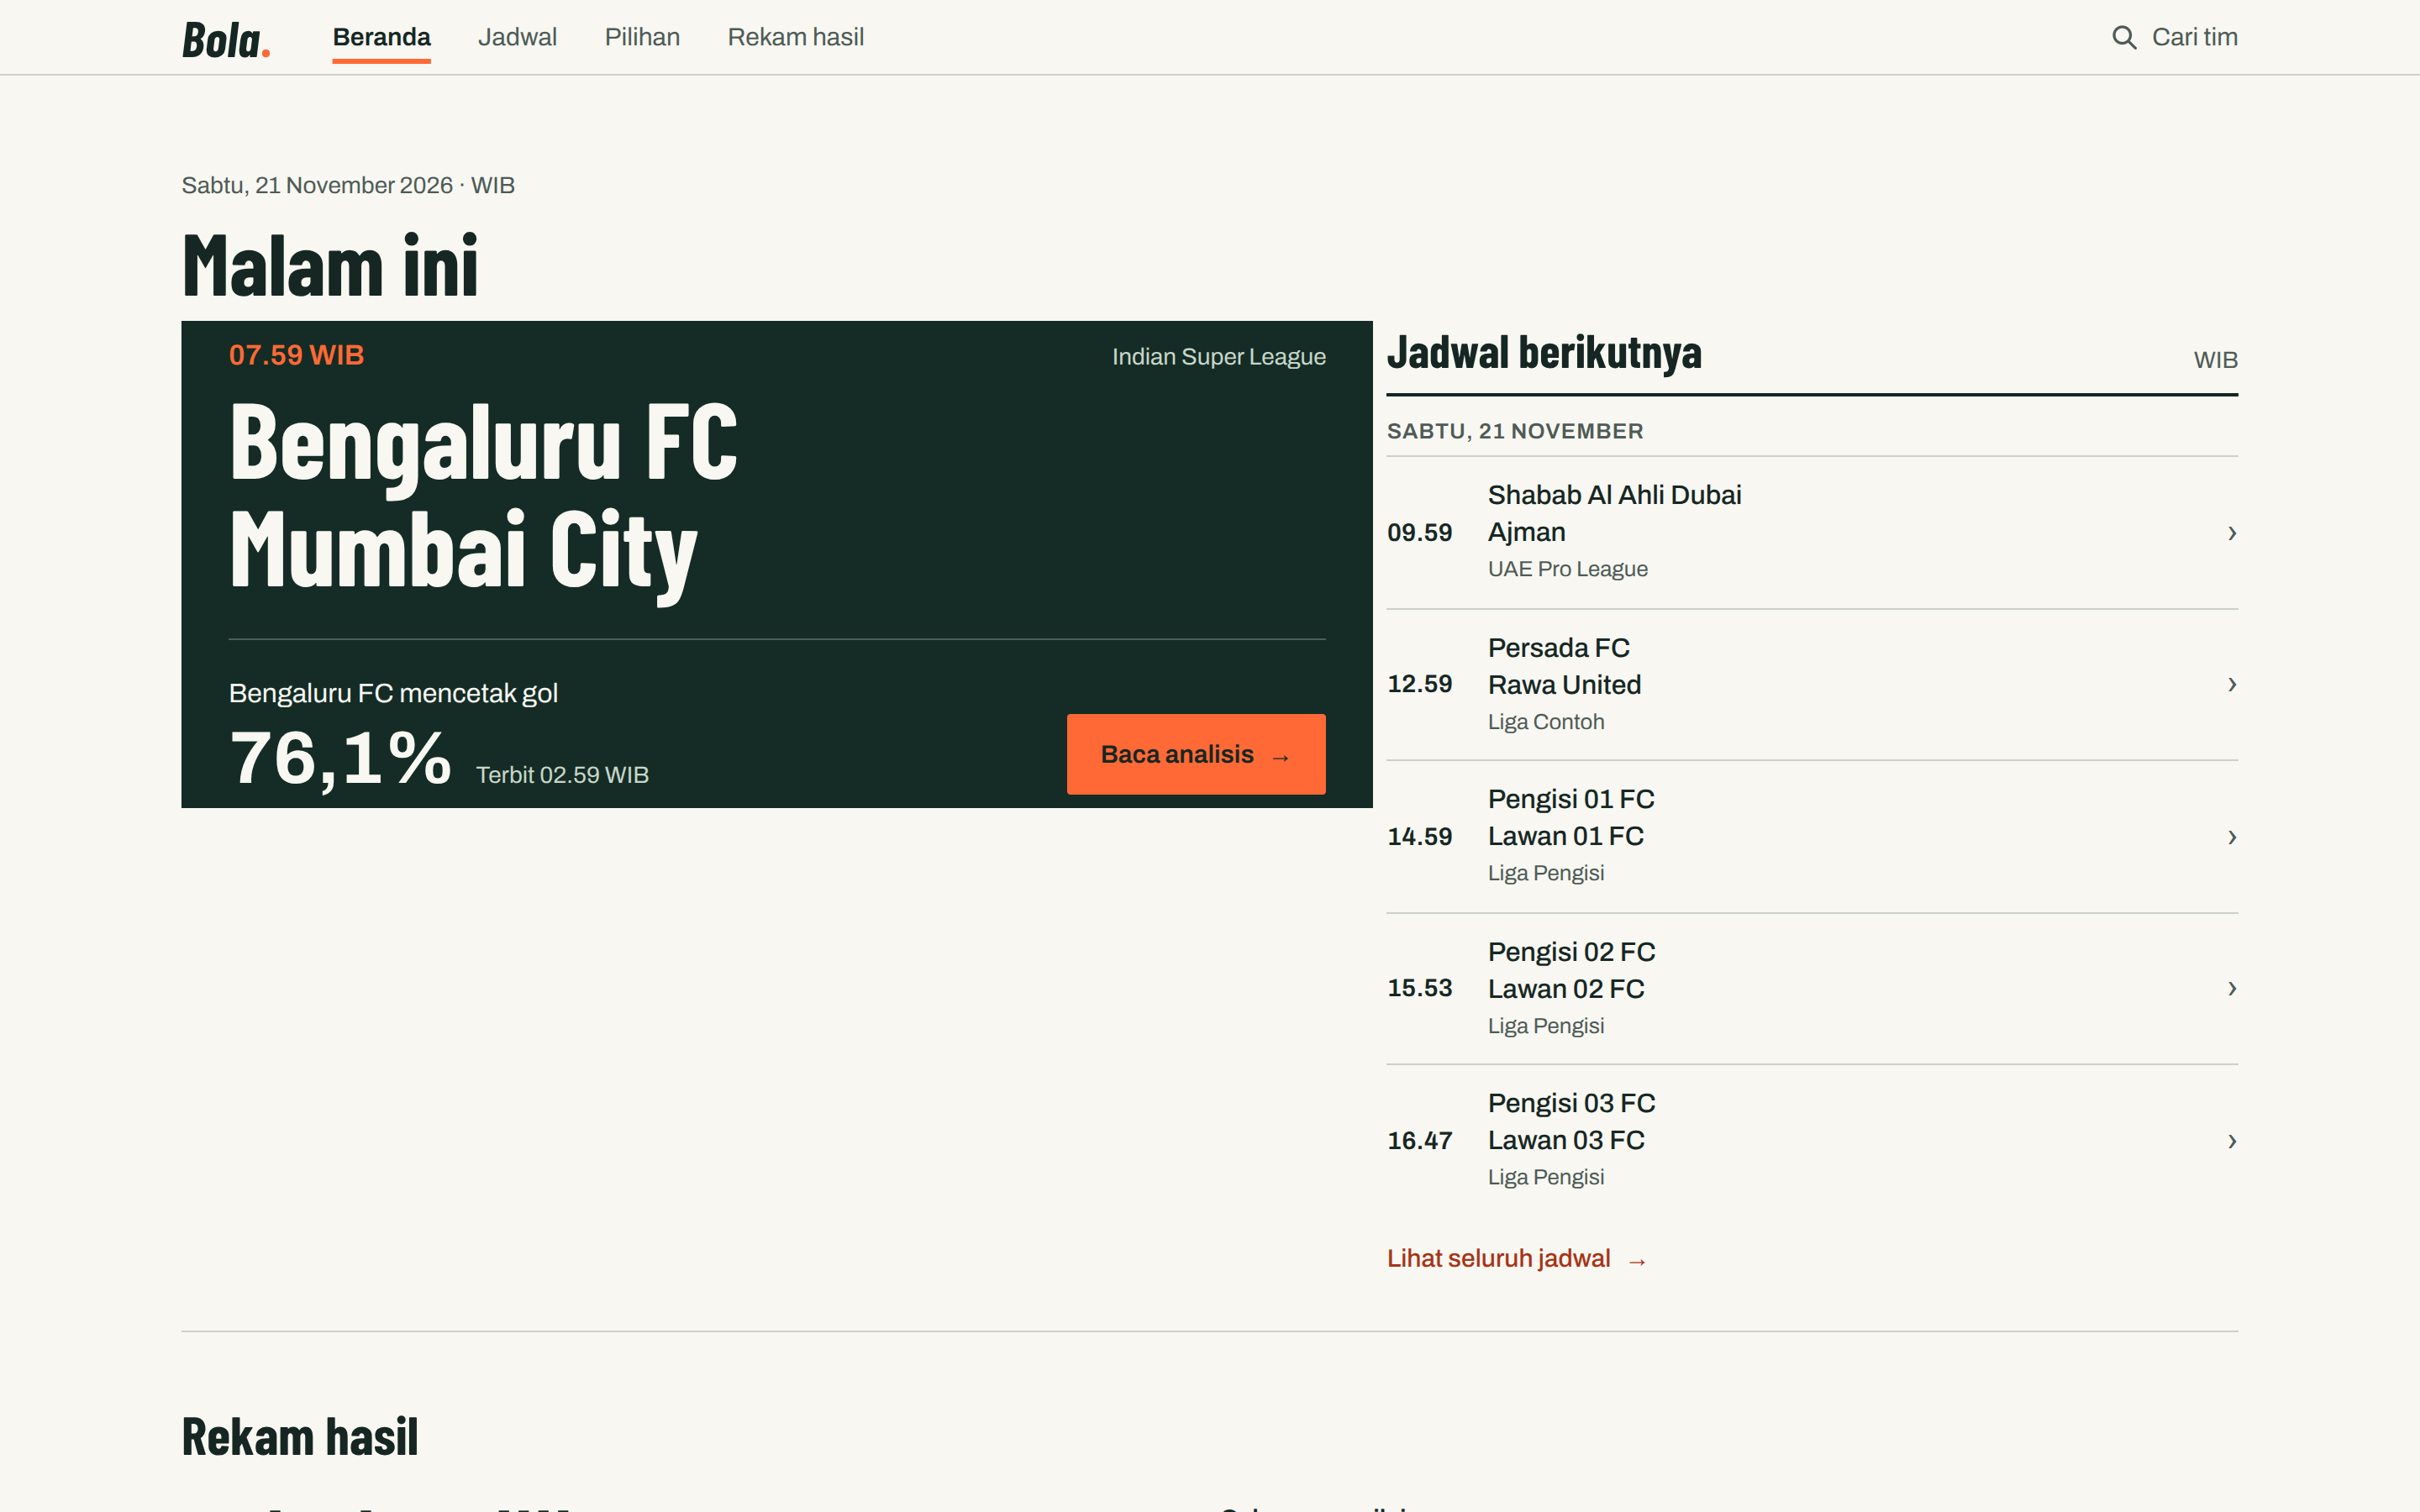 Bola.
Beranda
Jadwal
Pilihan
Rekam hasil
Cari tim
Sabtu, 21 November 2026 · WIB
Malam ini
07.59 WIB
Indian Super League
Bengaluru FC
Mumbai City
Bengaluru FC mencetak gol
76,1%
Terbit 02.59 WIB
Baca analisis →
Jadwal berikutnya
WIB
SABTU, 21 NOVEMBER
09.59
Shabab Al Ahli Dubai
Ajman
UAE Pro League
12.59
Persada FC
Rawa United
Liga Contoh
14.59
Pengisi 01 FC
Lawan 01 FC
Liga Pengisi
15.53
Pengisi 02 FC
Lawan 02 FC
Liga Pengisi
16.47
Pengisi 03 FC
Lawan 03 FC
Liga Pengisi
Lihat seluruh jadwal →
Rekam hasil